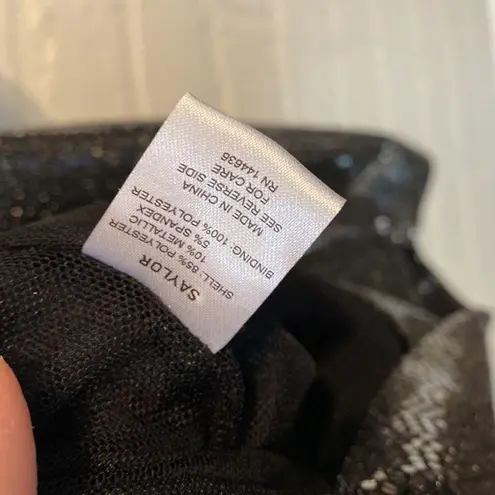 SAYLOR
SHELL: 85% POLYESTER
10% METALLIC
5% SPANDEX
BINDING: 100% POLYESTER
MADE IN CHINA
SEE REVERSE SIDE
FOR CARE
RN 144636